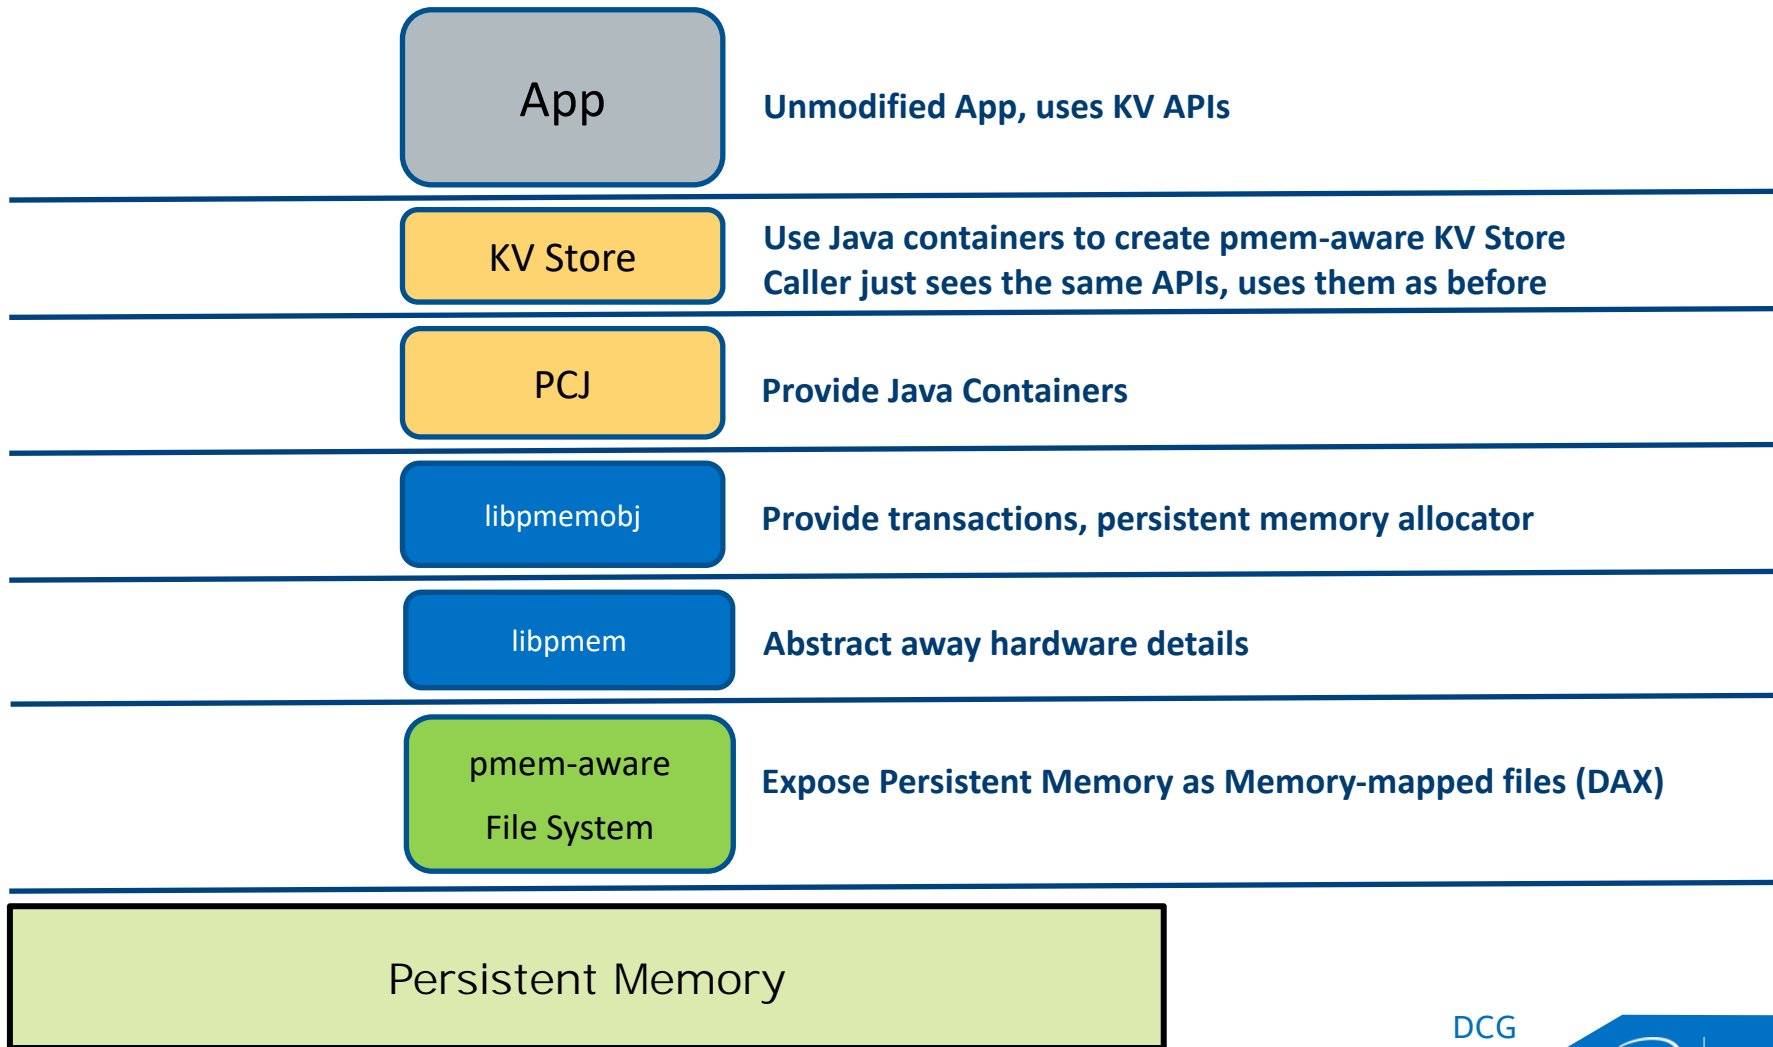 App
Unmodified App, uses KV APIs
KV Store
Use Java containers to create pmem-aware KV Store
Caller just sees the same APIs, uses them as before
PCJ
Provide Java Containers
libpmemobj
Provide transactions, persistent memory allocator
libpmem
Abstract away hardware details
pmem-aware
File System
Expose Persistent Memory as Memory-mapped files (DAX)
Persistent Memory
DCG